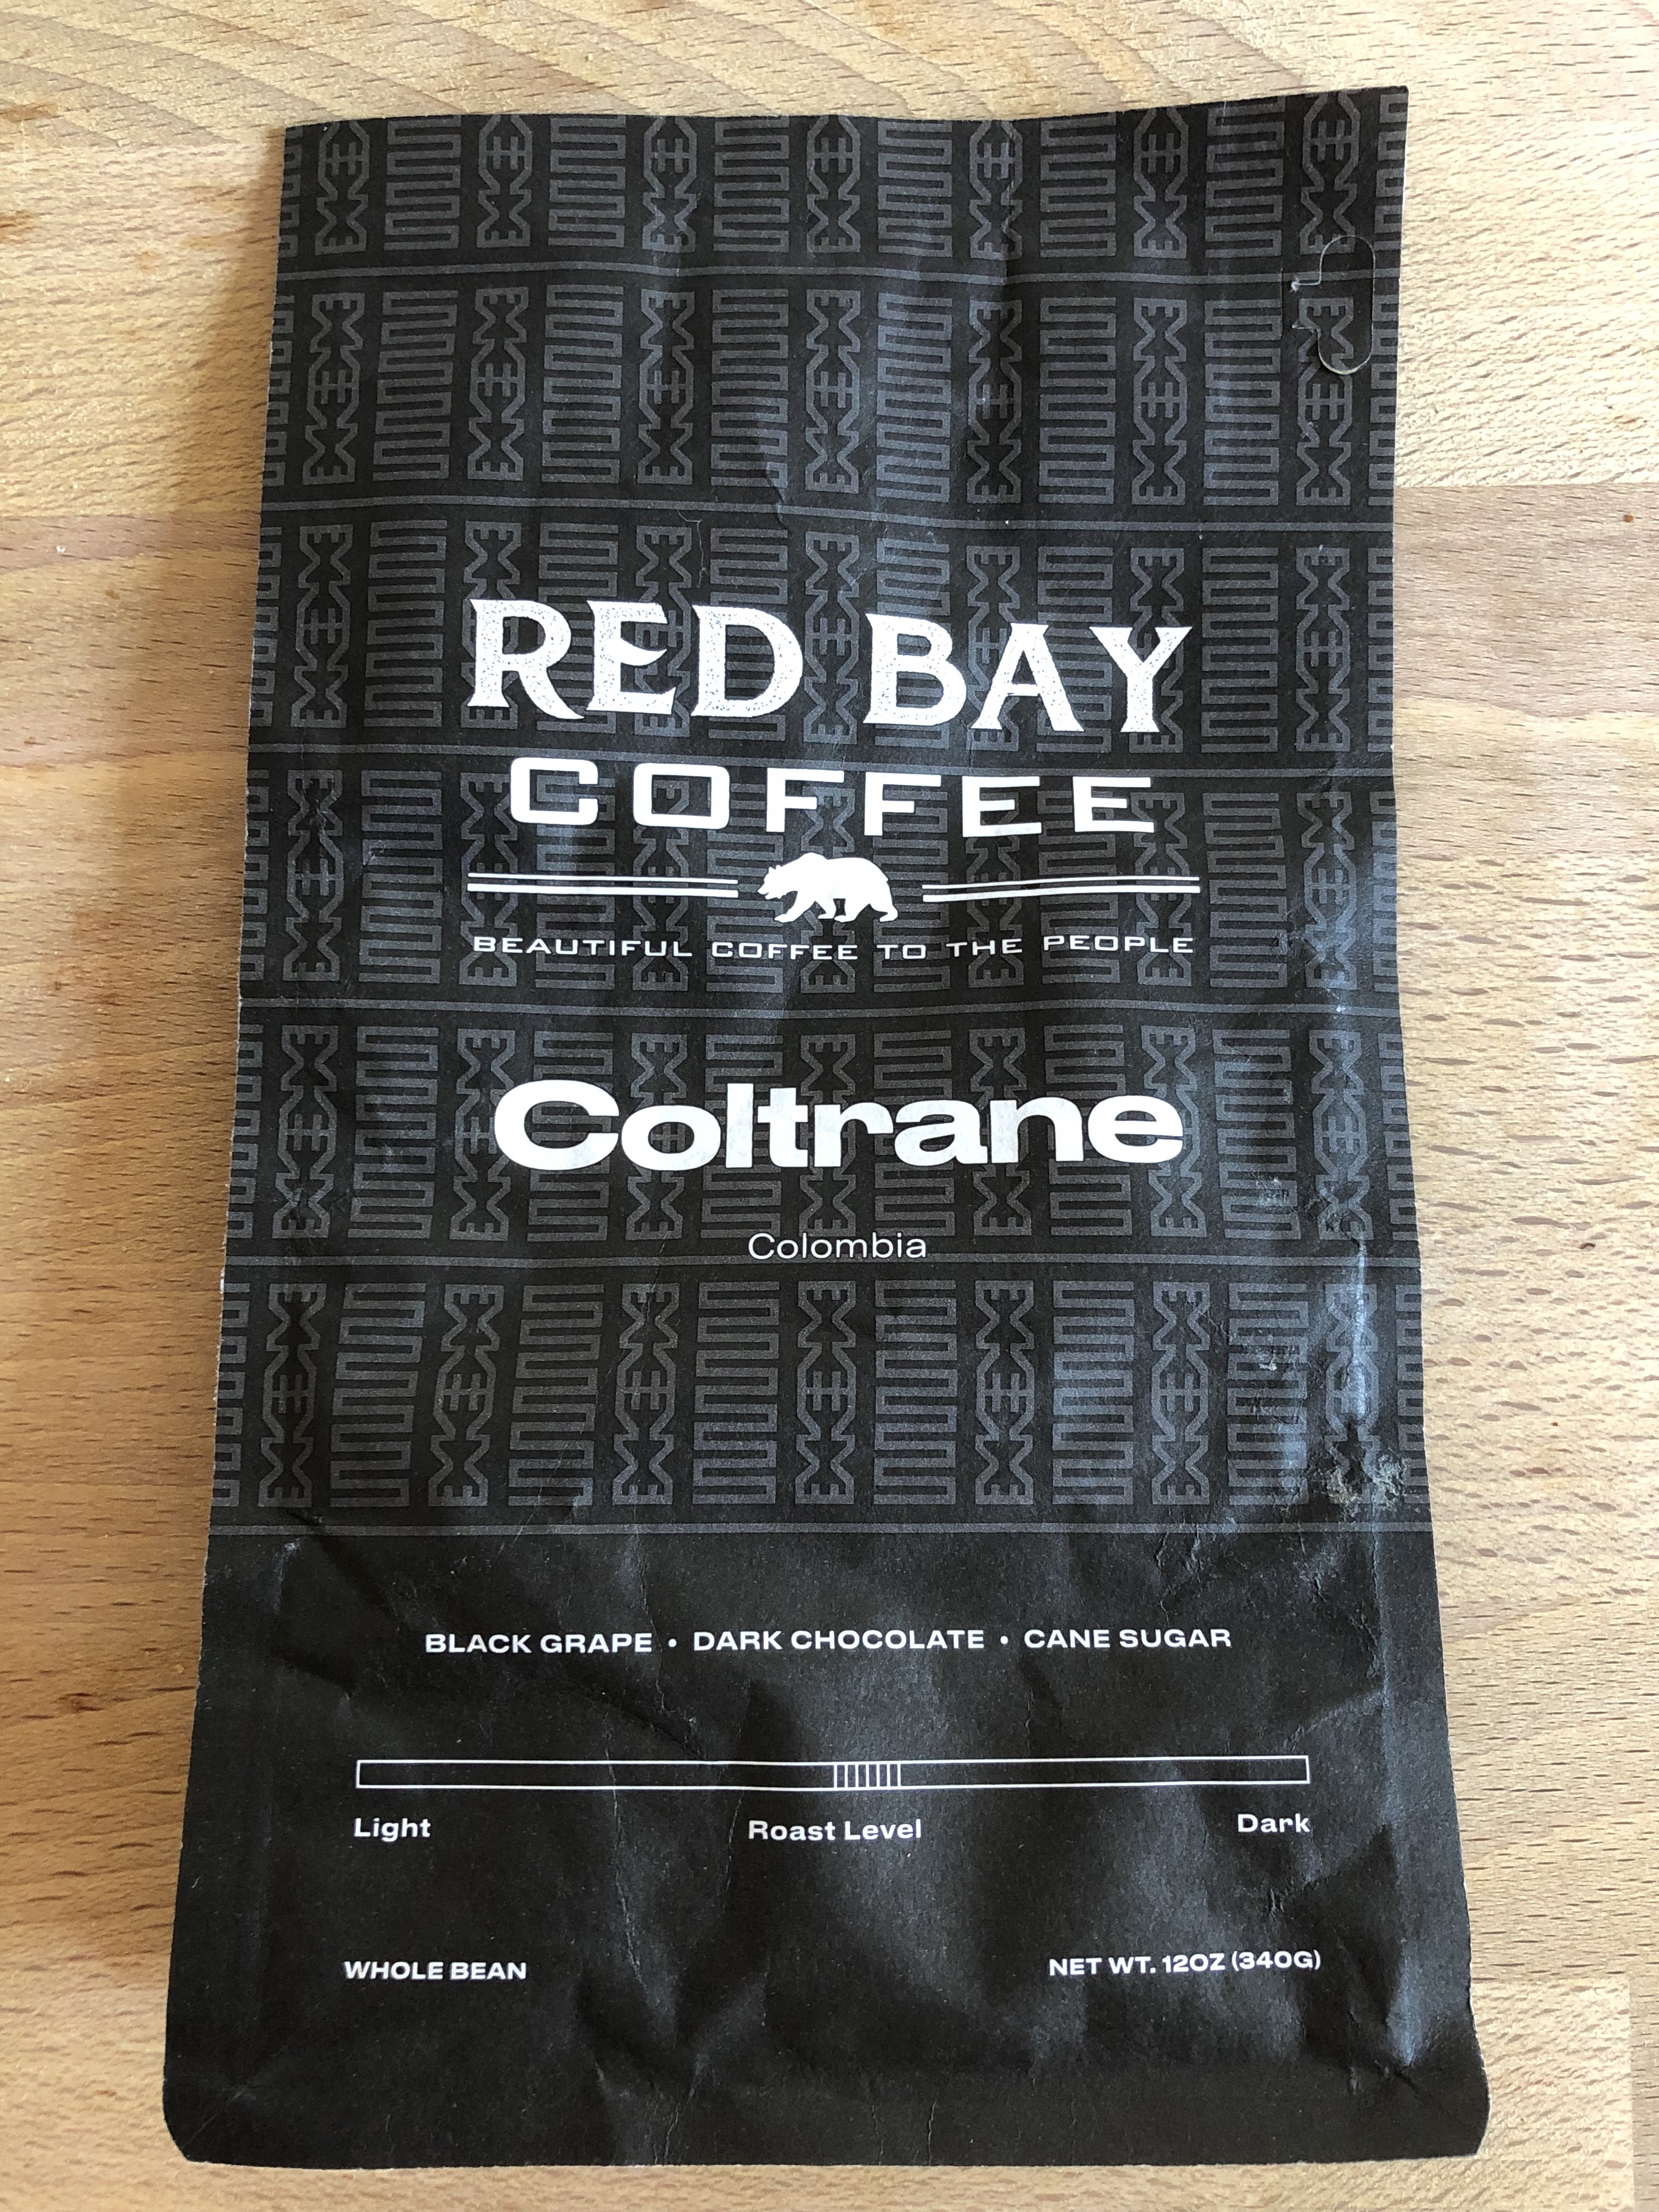 RED BAY
COFFEE
BEAUTIFUL COFFEE TO THE PEOPLE
Coltrane
Colombia
BLACK GRAPE • DARK CHOCOLATE • CANE SUGAR
Light Roast Level Dark
WHOLE BEAN NET WT. 12OZ (340G)